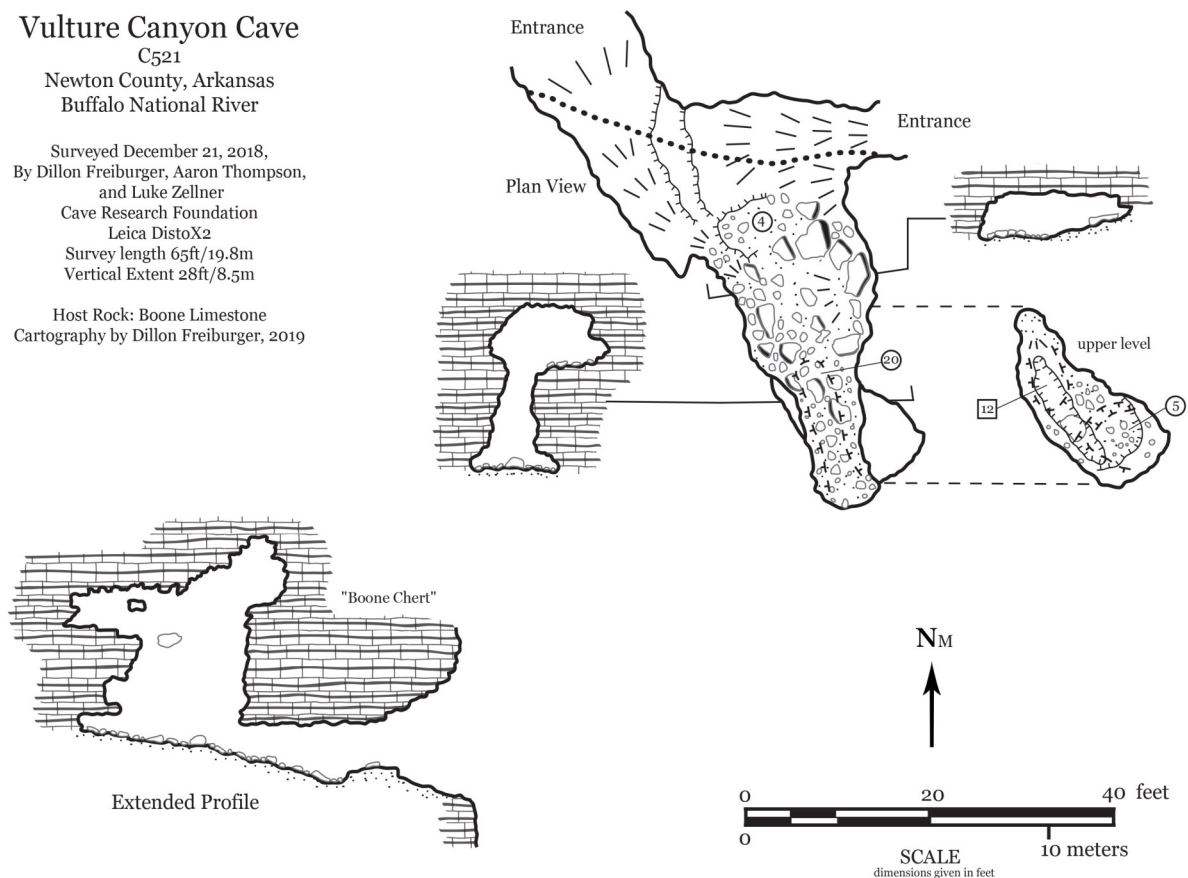 Vulture Canyon Cave
C521
Newton County, Arkansas
Buffalo National River
Surveyed December 21, 2018,
By Dillon Freiburger, Aaron Thompson,
and Luke Zellner
Cave Research Foundation
Leica DistoX2
Survey length 65ft/19.8m
Vertical Extent 28ft/8.5m
Host Rock: Boone Limestone
Cartography by Dillon Freiburger, 2019
Entrance
Entrance
Plan View
4
20
upper level
12
5
"Boone Chert"
Extended Profile
NM
0 20 40 feet
0
10 meters
SCALE
dimensions given in feet